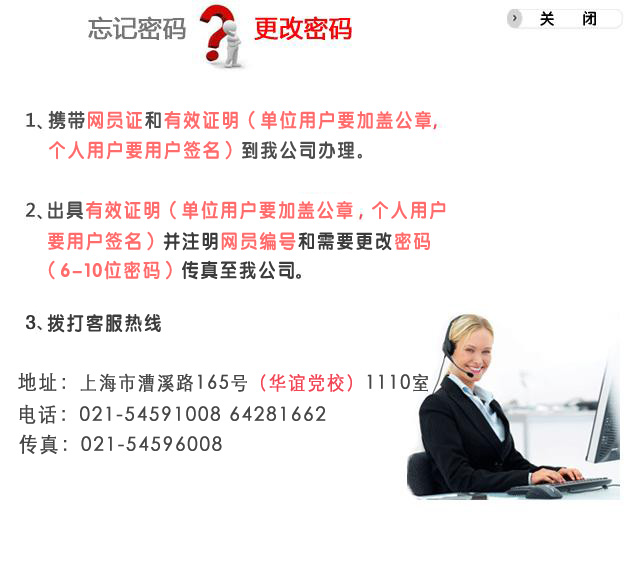 忘记密码 ? 更改密码
关 闭
1、携带网员证和有效证明（单位用户要加盖公章,
个人用户要用户签名）到我公司办理。
2、出具有效证明（单位用户要加盖公章，个人用户
要用户签名）并注明网员编号和需要更改密码
（6-10位密码）传真至我公司。
3、拨打客服热线
地址：上海市漕溪路165号（华谊党校）1110室
电话：021-54591008 64281662
传真：021-54596008